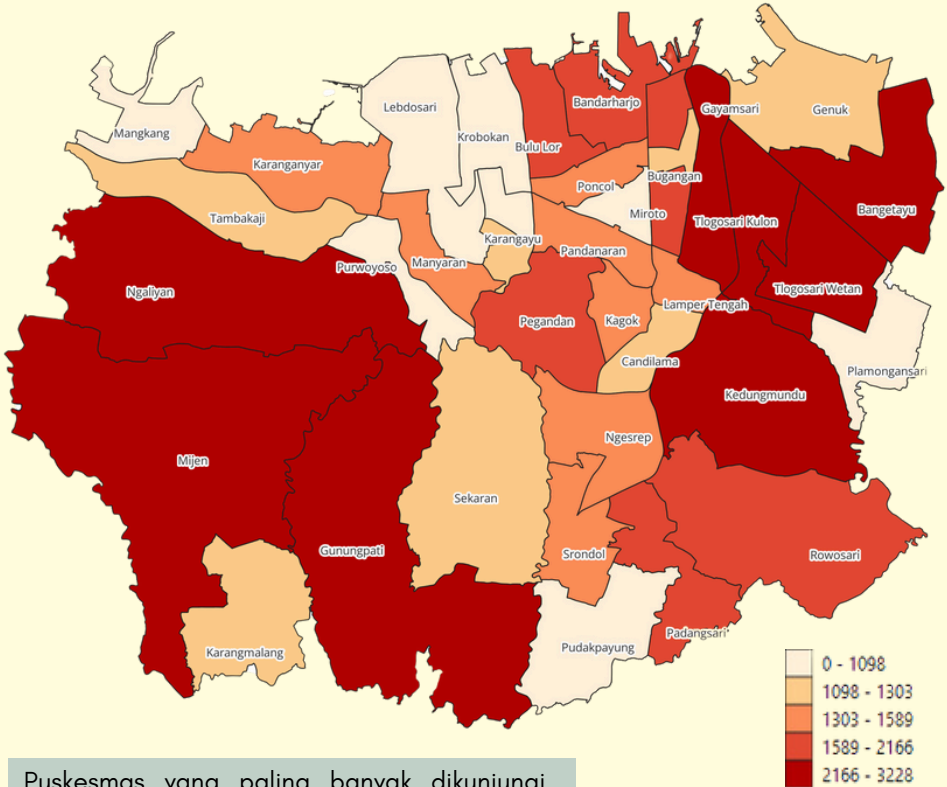 Mangkang
Lebdosari
Krobokan
Bulu Lor
Bandarharjo
Gayamsari
Genuk
Karanganyar
Poncol
Bugangan
Tambakaji
Karangayu
Miroto
Tlogosari Kulon
Bangetayu
Purwoyoso
Manyaran
Pandanaran
Ngaliyan
Pegandan
Kagok
Lamper Tengah
Tlogosari Wetan
Candilama
Plamongansari
Kedungmundu
Mijen
Sekaran
Ngesrep
Gunungpati
Srondol
Rowosari
Karangmalang
Pudakpayung
Padangsari
0 - 1098
1098 - 1303
1303 - 1589
1589 - 2166
2166 - 3228
Puskesmas yang paling banyak dikunjungi